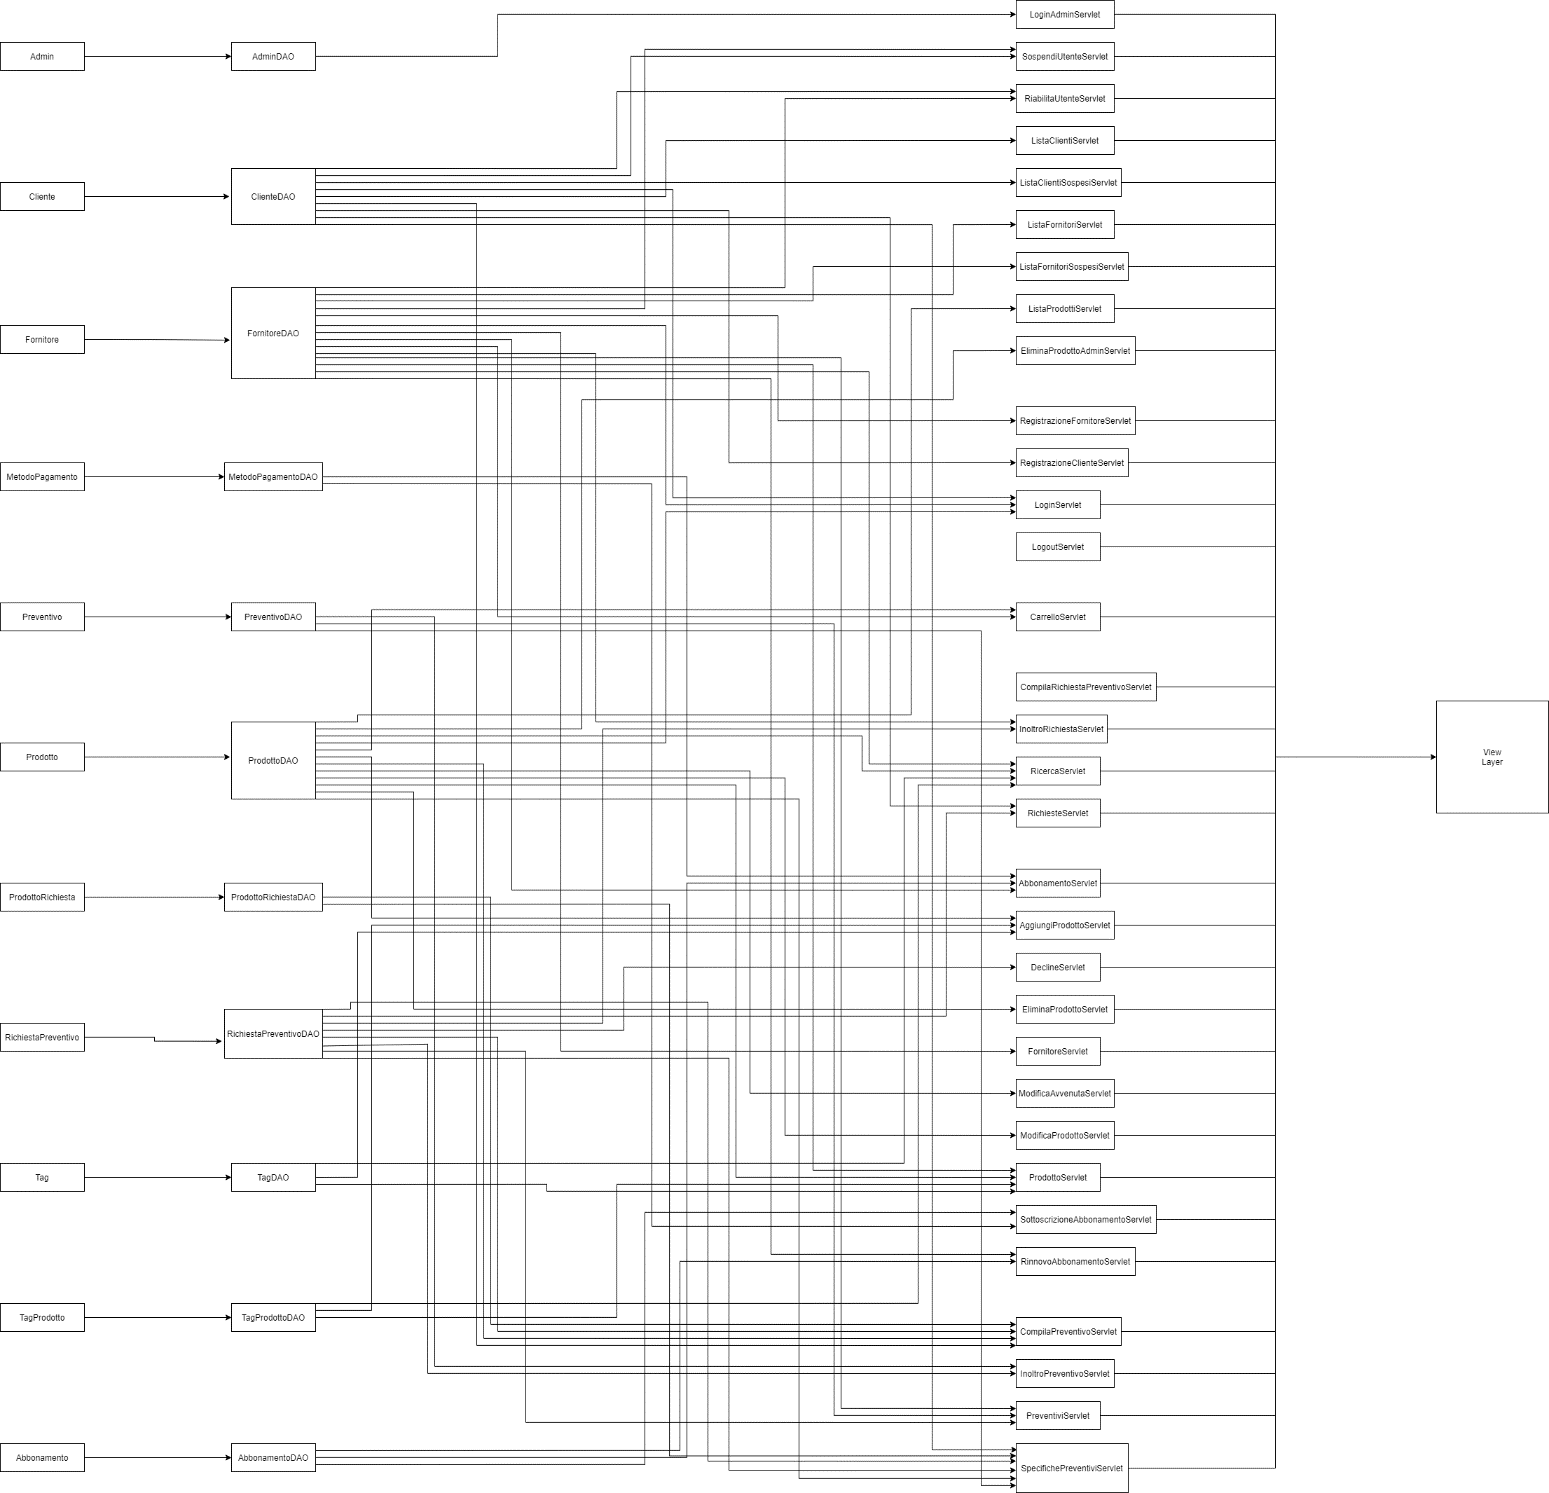 LoginAdminServlet
Admin
AdminDAO
SospendiUtenteServlet
RiabilitaUtenteServlet
ListaClientiServlet
ListaClientiSospesiServlet
Cliente
ClienteDAO
ListaFornitoriServlet
ListaFornitoriSospesiServlet
ListaProdottiServlet
Fornitore
FornitoreDAO
EliminaProdottoAdminServlet
RegistrazioneFornitoreServlet
RegistrazioneClienteServlet
MetodoPagamento
MetodoPagamentoDAO
LoginServlet
LogoutServlet
Preventivo
PreventivoDAO
CarrelloServlet
CompilaRichiestaPreventivoServlet
InoltroRichiestaServlet
Prodotto
ProdottoDAO
RicercaServlet
View
Layer
RichiesteServlet
AbbonamentoServlet
ProdottoRichiesta
ProdottoRichiestaDAO
AggiungiProdottoServlet
DeclineServlet
EliminaProdottoServlet
RichiestaPreventivo
RichiestaPreventivoDAO
FornitoreServlet
ModificaAvvenutaServlet
ModificaProdottoServlet
Tag
TagDAO
ProdottoServlet
SottoscrizioneAbbonamentoServlet
RinnovoAbbonamentoServlet
TagProdotto
TagProdottoDAO
CompilaPreventivoServlet
InoltroPreventivoServlet
PreventiviServlet
Abbonamento
AbbonamentoDAO
SpecifichePreventiviServlet